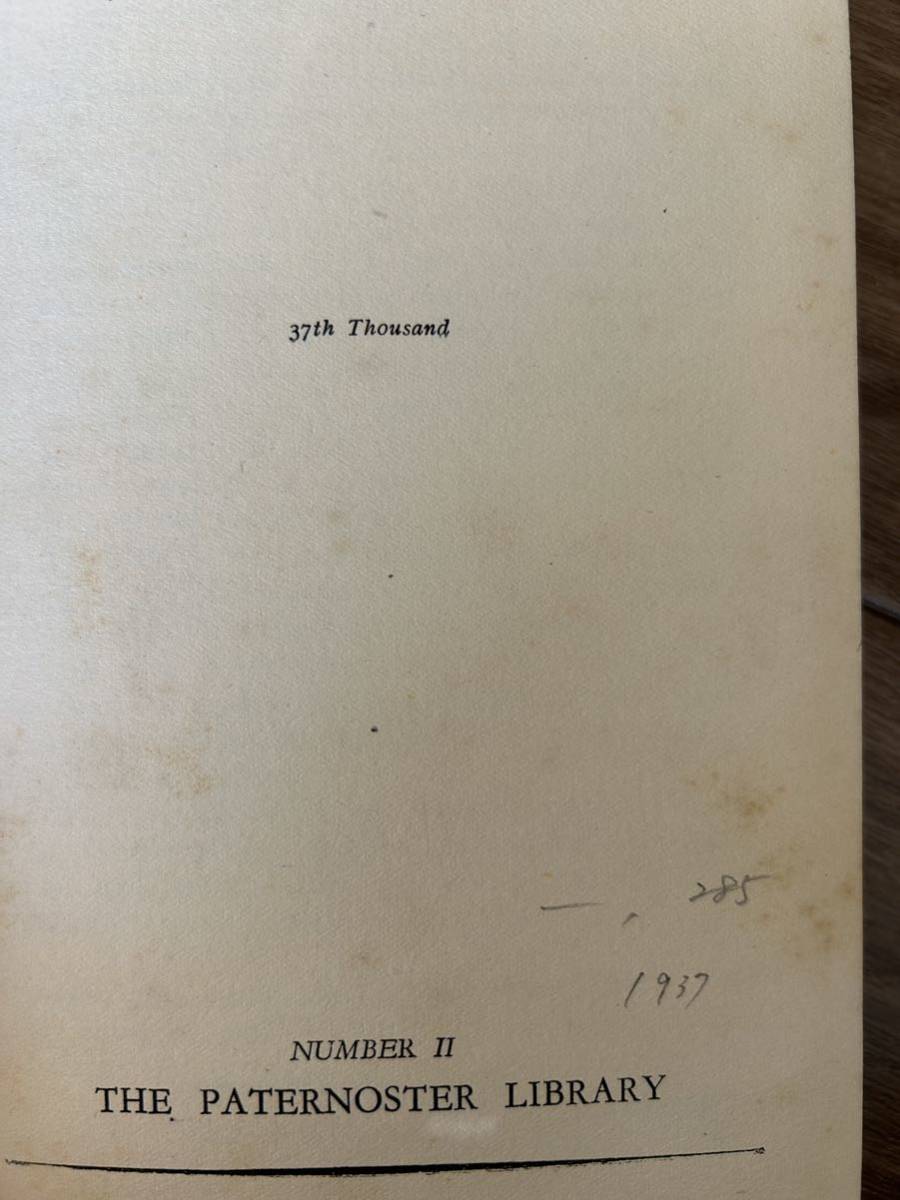 37th Thousand
—, 285
1937
NUMBER II
THE PATERNOSTER LIBRARY